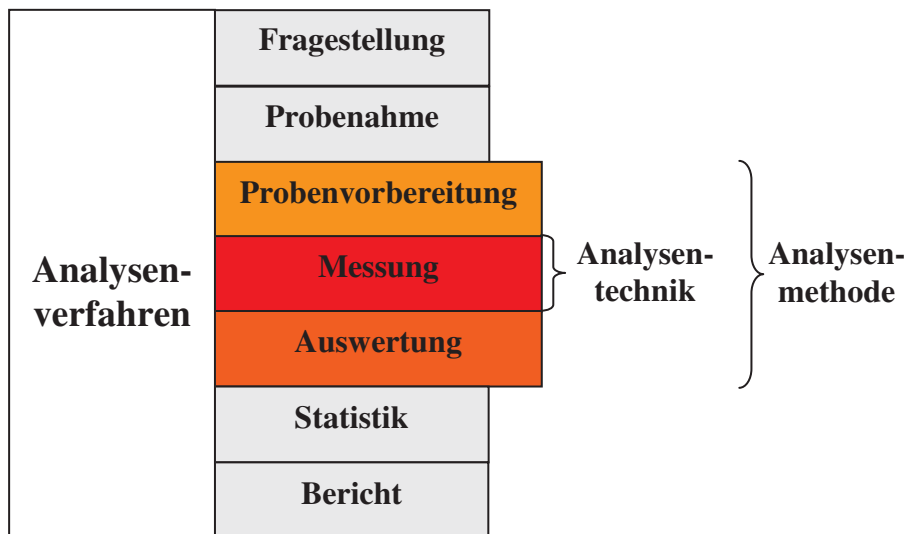 Analysen-
verfahren
Fragestellung
Probenahme
Probenvorbereitung
Messung
Auswertung
Statistik
Bericht
Analysen-
technik
Analysen-
methode